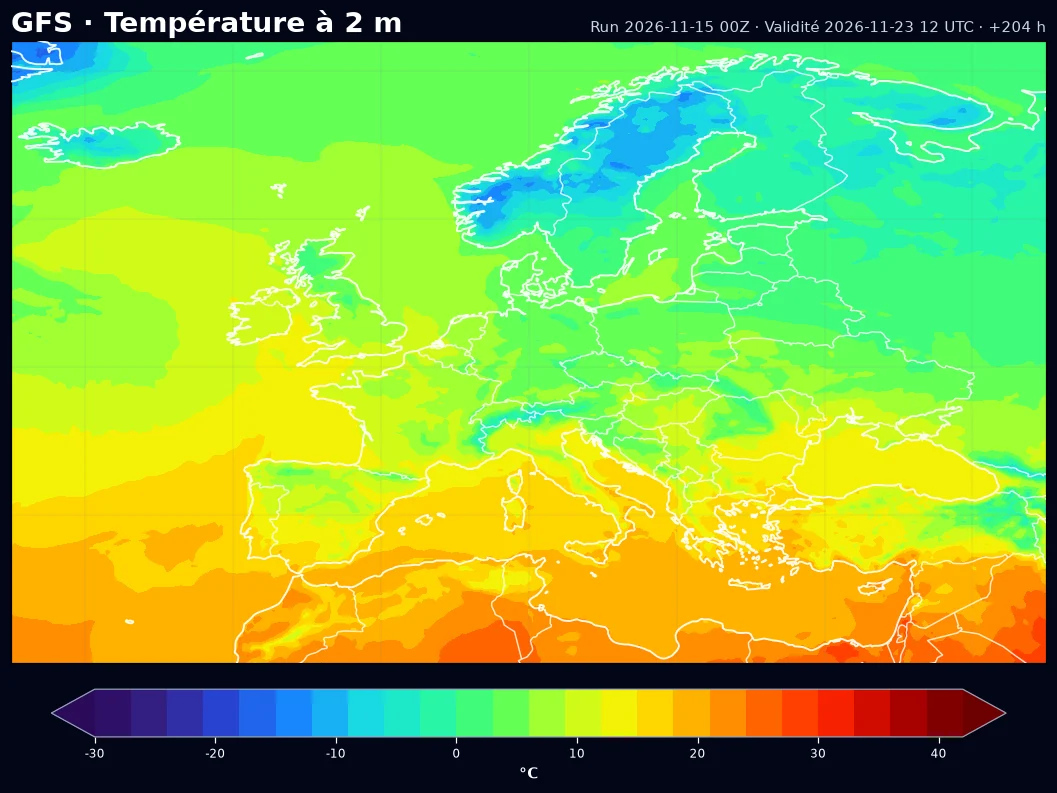 GFS · Température à 2 m
Run 2026-11-15 00Z · Validité 2026-11-23 12 UTC · +204 h
-30 -20 -10 0 10 20 30 40
°C